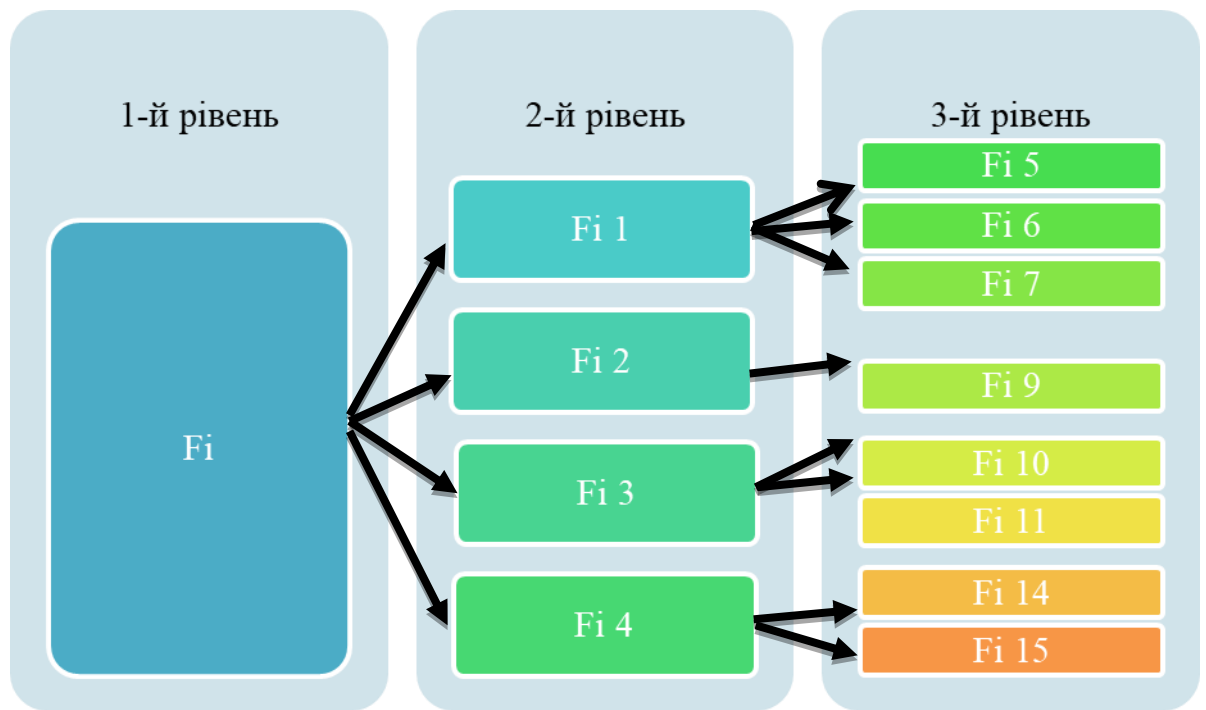 1-й рівень
Fi
2-й рівень
Fi 1
Fi 2
Fi 3
Fi 4
3-й рівень
Fi 5
Fi 6
Fi 7
Fi 9
Fi 10
Fi 11
Fi 14
Fi 15